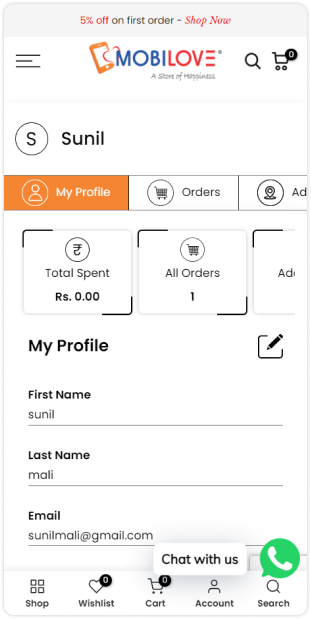 5% off on first order - Shop Now
MOBILOVE®
A Store of Happiness
0
S Sunil
My Profile Orders Ad
Total Spent All Orders Add
Rs. 0.00 1
My Profile
First Name
sunil
Last Name
mali
Email
sunilmali@gmail.com
Chat with us
0 0
Shop Wishlist Cart Account Search